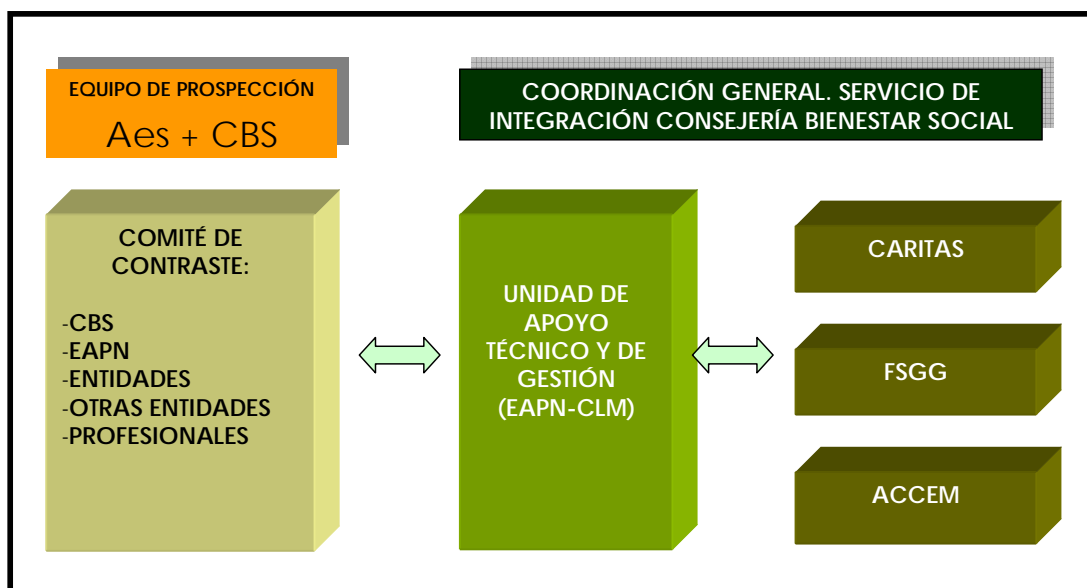 EQUIPO DE PROSPECCIÓN
Aes + CBS
COORDINACIÓN GENERAL. SERVICIO DE
INTEGRACIÓN CONSEJERÍA BIENESTAR SOCIAL
COMITÉ DE
CONTRASTE:
-CBS
-EAPN
-ENTIDADES
-OTRAS ENTIDADES
-PROFESIONALES
UNIDAD DE
APOYO
TÉCNICO Y DE
GESTIÓN
(EAPN-CLM)
CARITAS
FSGG
ACCEM